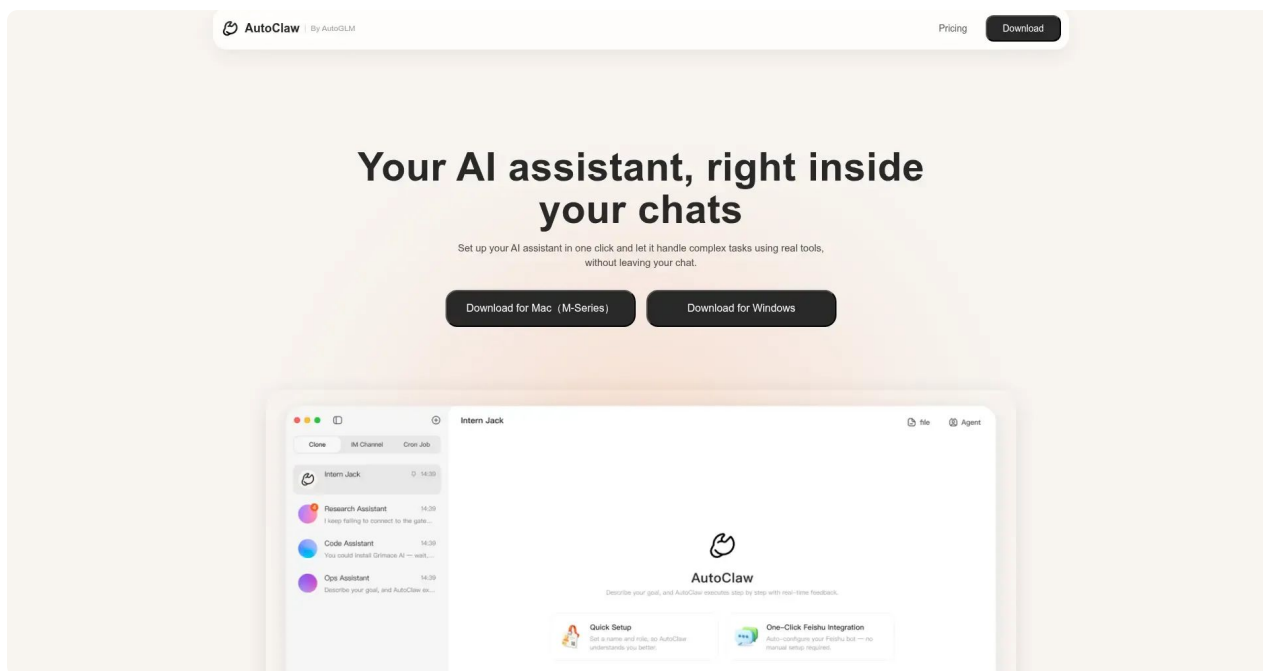 AutoClaw | By AutoGLM
Pricing
Download
Your AI assistant, right inside
your chats
Set up your AI assistant in one click and let it handle complex tasks using real tools,
without leaving your chat.
Download for Mac（M-Series）
Download for Windows
Intern Jack
file
Agent
Clone
IM Channel
Cron Job
Intern Jack
14:39
Research Assistant
14:39
I keep failing to connect to the gate...
Code Assistant
14:39
You could install Grimace AI — wait,...
Ops Assistant
14:39
Describe your goal, and AutoClaw ex...
AutoClaw
Describe your goal, and AutoClaw executes step by step with real-time feedback.
Quick Setup
Set a name and role, so AutoClaw
understands you better.
One-Click Feishu Integration
Auto-configure your Feishu bot — no
manual setup required.